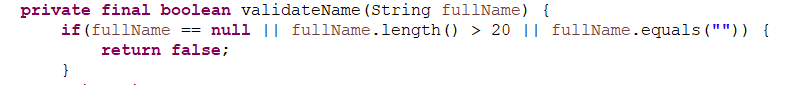 private final boolean validateName(String fullName) {
if(fullName == null || fullName.length() > 20 || fullName.equals("")) {
return false;
}